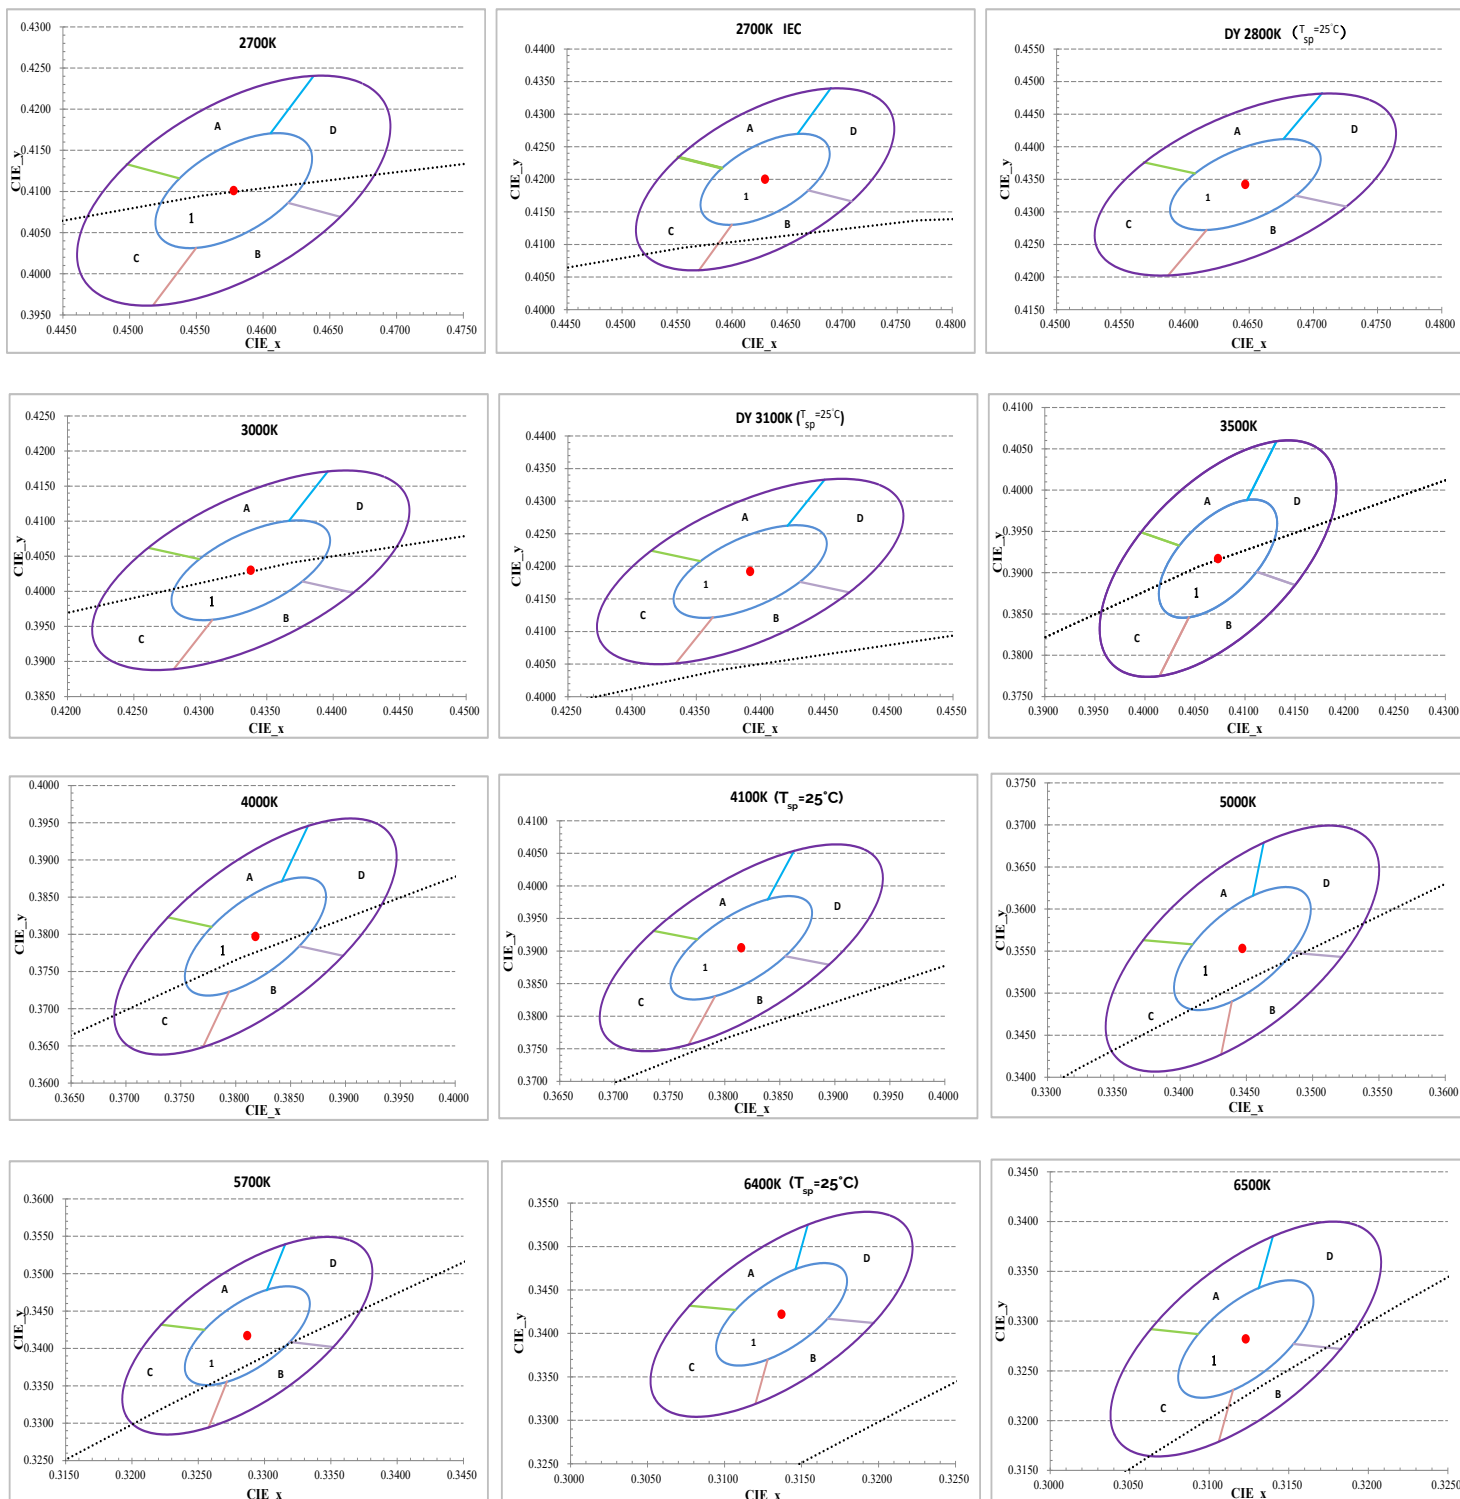 2700K
0.4300
0.4250
0.4200
0.4150
0.4100
0.4050
0.4000
0.3950
CIE_y
A
D
1
C
B
0.4450 0.4500 0.4550 0.4600 0.4650 0.4700 0.4750
CIE_x
2700K IEC
0.4400
0.4350
0.4300
0.4250
0.4200
0.4150
0.4100
0.4050
0.4000
CIE_y
A
D
1
C
B
0.4450 0.4500 0.4550 0.4600 0.4650 0.4700 0.4750 0.4800
CIE_x
DY 2800K (Tsp=25°C)
0.4550
0.4500
0.4450
0.4400
0.4350
0.4300
0.4250
0.4200
0.4150
CIE_y
A
D
1
C
B
0.4500 0.4550 0.4600 0.4650 0.4700 0.4750 0.4800
CIE_x
3000K
0.4250
0.4200
0.4150
0.4100
0.4050
0.4000
0.3950
0.3900
0.3850
CIE_y
A
D
1
C
B
0.4200 0.4250 0.4300 0.4350 0.4400 0.4450 0.4500
CIE_x
DY 3100K (Tsp=25°C)
0.4400
0.4350
0.4300
0.4250
0.4200
0.4150
0.4100
0.4050
0.4000
CIE_y
A
D
1
C
B
0.4250 0.4300 0.4350 0.4400 0.4450 0.4500 0.4550
CIE_x
3500K
0.4100
0.4050
0.4000
0.3950
0.3900
0.3850
0.3800
0.3750
CIE_y
A
D
1
C
B
0.3900 0.3950 0.4000 0.4050 0.4100 0.4150 0.4200 0.4250 0.4300
CIE_x
4000K
0.4000
0.3950
0.3900
0.3850
0.3800
0.3750
0.3700
0.3650
0.3600
CIE_y
A
D
1
C
B
0.3650 0.3700 0.3750 0.3800 0.3850 0.3900 0.3950 0.4000
CIE_x
4100K (Tsp=25°C)
0.4100
0.4050
0.4000
0.3950
0.3900
0.3850
0.3800
0.3750
0.3700
CIE_y
A
D
1
C
B
0.3650 0.3700 0.3750 0.3800 0.3850 0.3900 0.3950 0.4000
CIE_x
5000K
0.3750
0.3700
0.3650
0.3600
0.3550
0.3500
0.3450
0.3400
CIE_y
A
D
1
C
B
0.3300 0.3350 0.3400 0.3450 0.3500 0.3550 0.3600
CIE_x
5700K
0.3600
0.3550
0.3500
0.3450
0.3400
0.3350
0.3300
0.3250
CIE_y
A
D
1
C
B
0.3150 0.3200 0.3250 0.3300 0.3350 0.3400 0.3450
CIE_x
6400K (Tsp=25°C)
0.3550
0.3500
0.3450
0.3400
0.3350
0.3300
0.3250
CIE_y
A
D
1
C
B
0.3000 0.3050 0.3100 0.3150 0.3200 0.3250
CIE_x
6500K
0.3450
0.3400
0.3350
0.3300
0.3250
0.3200
0.3150
CIE_y
A
D
1
C
B
0.3000 0.3050 0.3100 0.3150 0.3200 0.3250
CIE_x